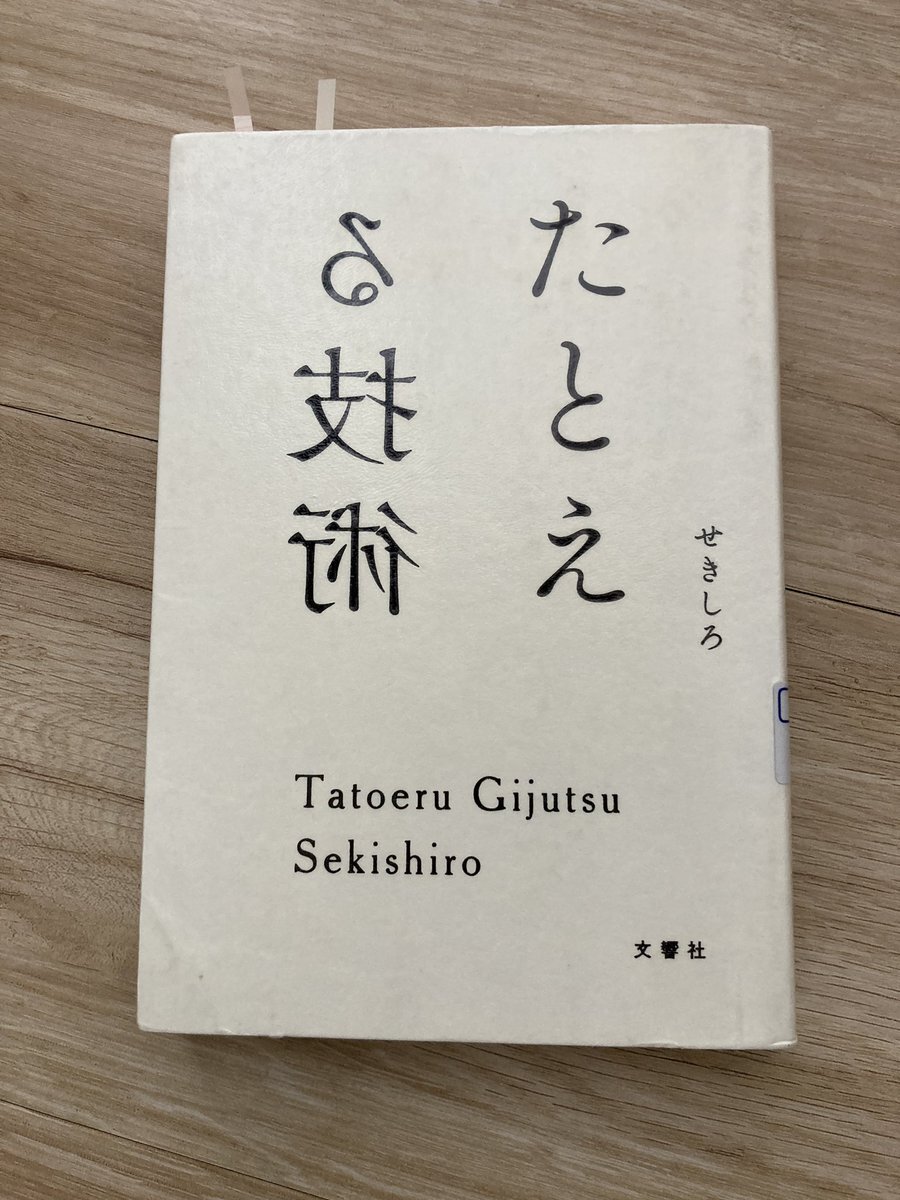 たとえ
る技術
せきしろ
Tatoeru Gijutsu
Sekishiro
文響社